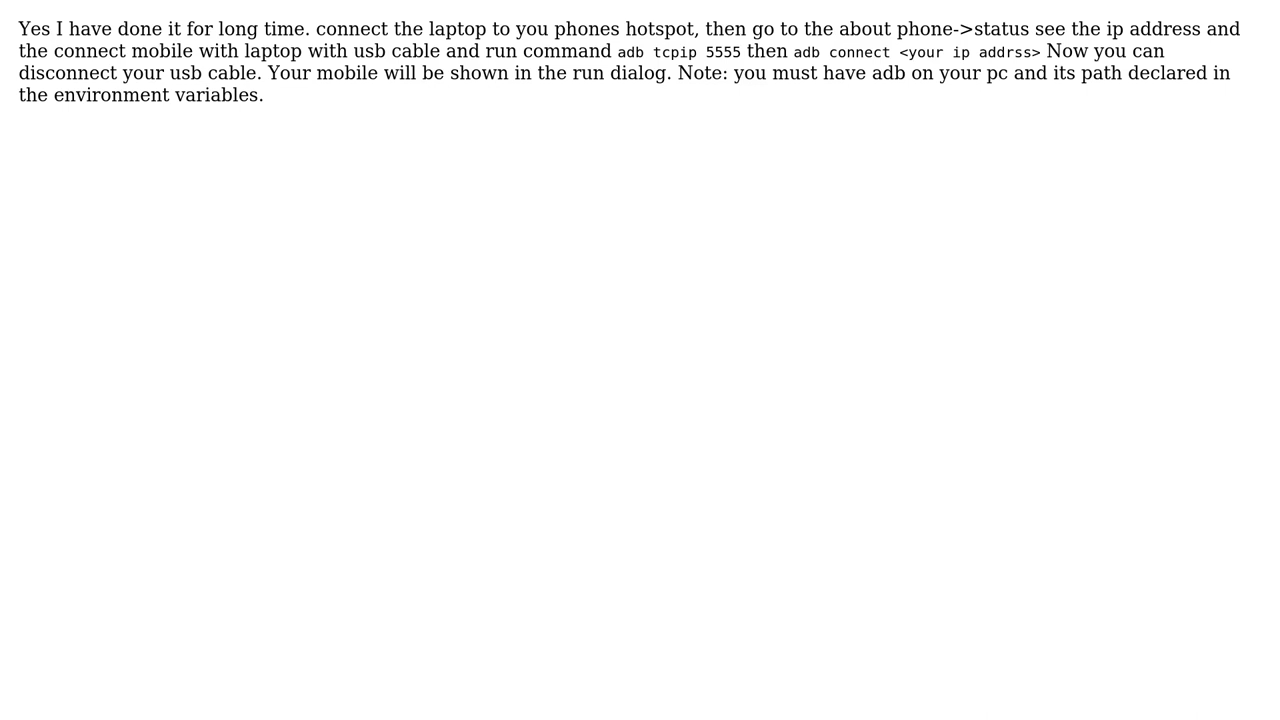 Yes I have done it for long time. connect the laptop to you phones hotspot, then go to the about phone->status see the ip address and
the connect mobile with laptop with usb cable and run command adb tcpip 5555 then adb connect <your ip addrss> Now you can
disconnect your usb cable. Your mobile will be shown in the run dialog. Note: you must have adb on your pc and its path declared in
the environment variables.